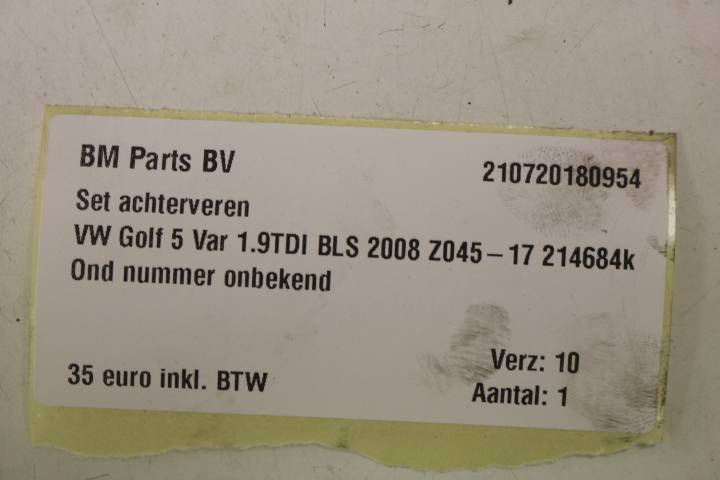 BM Parts BV 210720180954
Set achterveren
VW Golf 5 Var 1.9TDI BLS 2008 Z045-17 214684k
Ond nummer onbekend
Verz: 10
35 euro inkl. BTW Aantal: 1